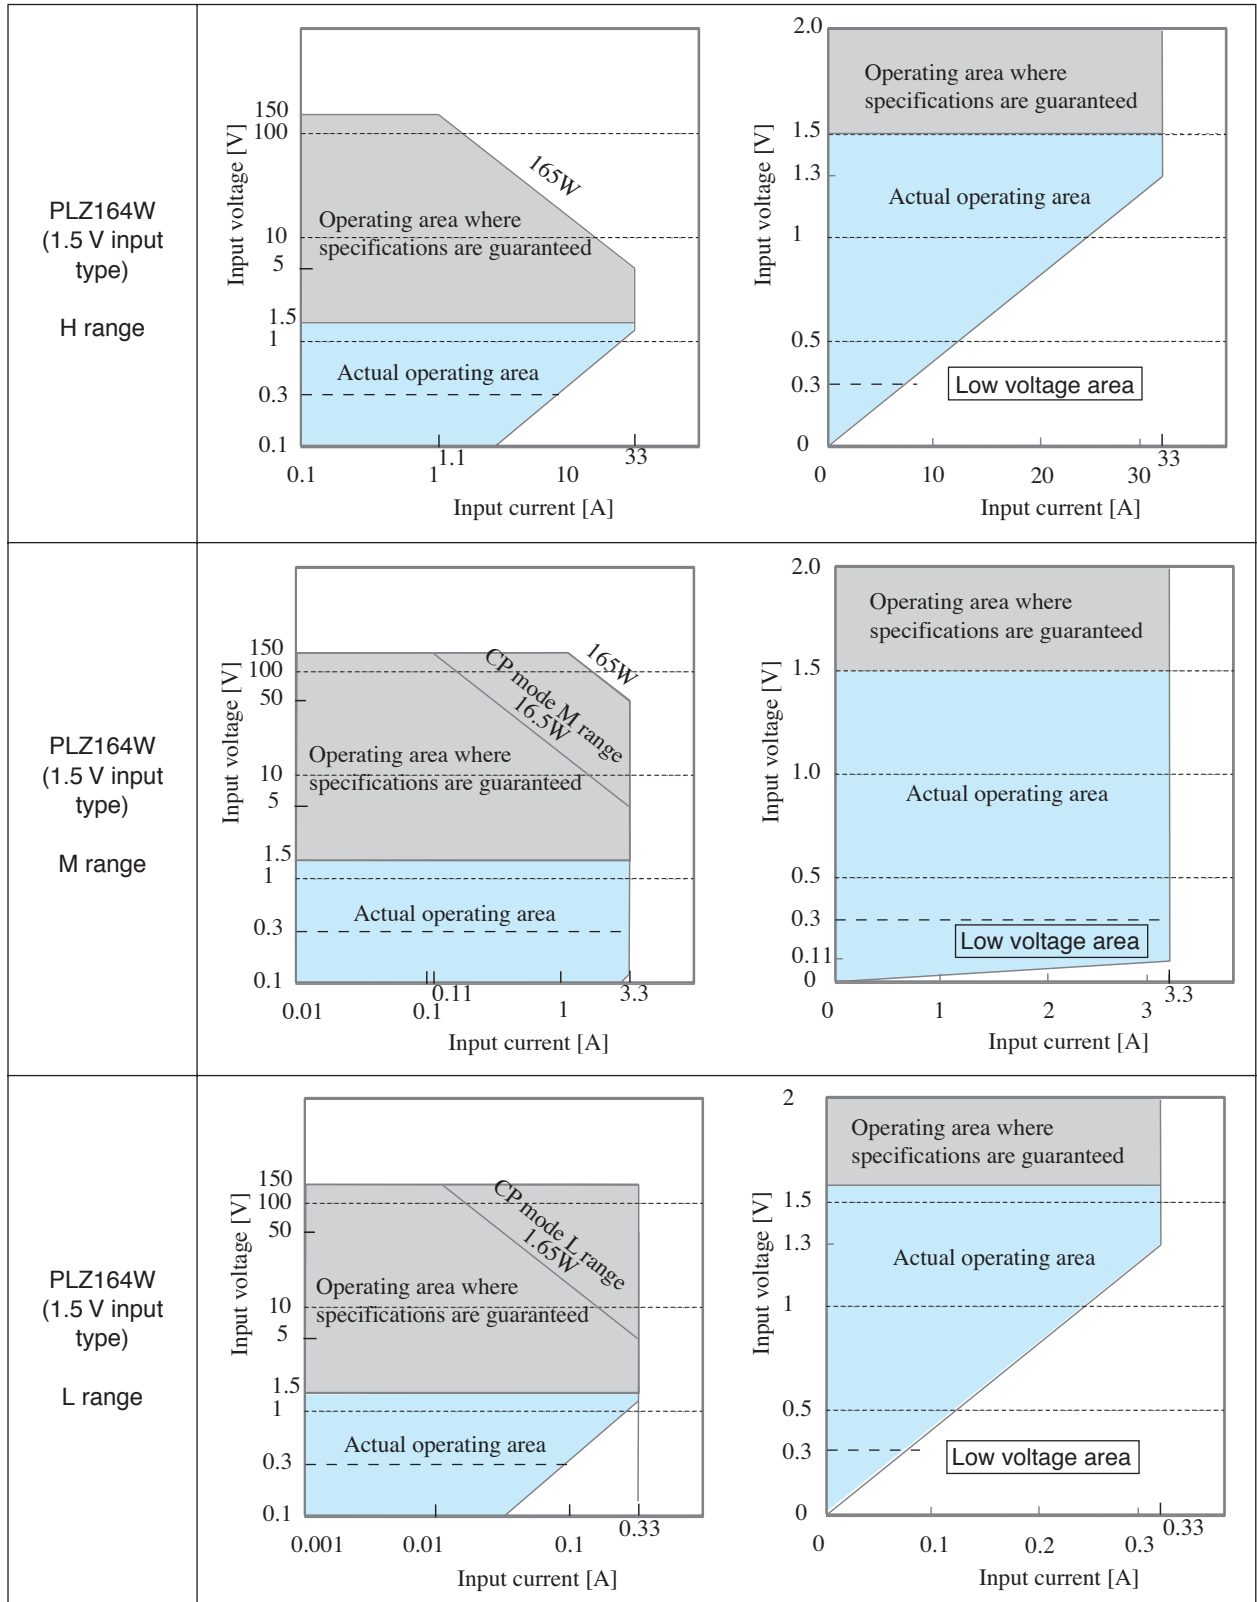 PLZ164W
(1.5 V input
type)
H range
Input voltage [V]
150
100
10
5
1.5
1
0.3
0.1
165W
Operating area where
specifications are guaranteed
Actual operating area
0.1
1
1.1
10
33
Input current [A]
Input voltage [V]
2.0
1.5
1.3
1
0.5
0.3
0
Operating area where
specifications are guaranteed
Actual operating area
Low voltage area
0
10
20
30
33
Input current [A]
PLZ164W
(1.5 V input
type)
M range
Input voltage [V]
150
100
50
10
5
1.5
1
0.3
0.1
165W
CP mode M range
16.5W
Operating area where
specifications are guaranteed
Actual operating area
0.01
0.1
0.11
1
3.3
Input current [A]
Input voltage [V]
2.0
1.5
1.0
0.5
0.3
0.11
0
Operating area where
specifications are guaranteed
Actual operating area
Low voltage area
0
1
2
3
3.3
Input current [A]
PLZ164W
(1.5 V input
type)
L range
Input voltage [V]
150
100
50
10
5
1.5
1
0.3
0.1
CP mode L range
1.65W
Operating area where
specifications are guaranteed
Actual operating area
0.001
0.01
0.1
0.33
Input current [A]
Input voltage [V]
2
1.5
1.3
1
0.5
0.3
0
Operating area where
specifications are guaranteed
Actual operating area
Low voltage area
0
0.1
0.2
0.3
0.33
Input current [A]